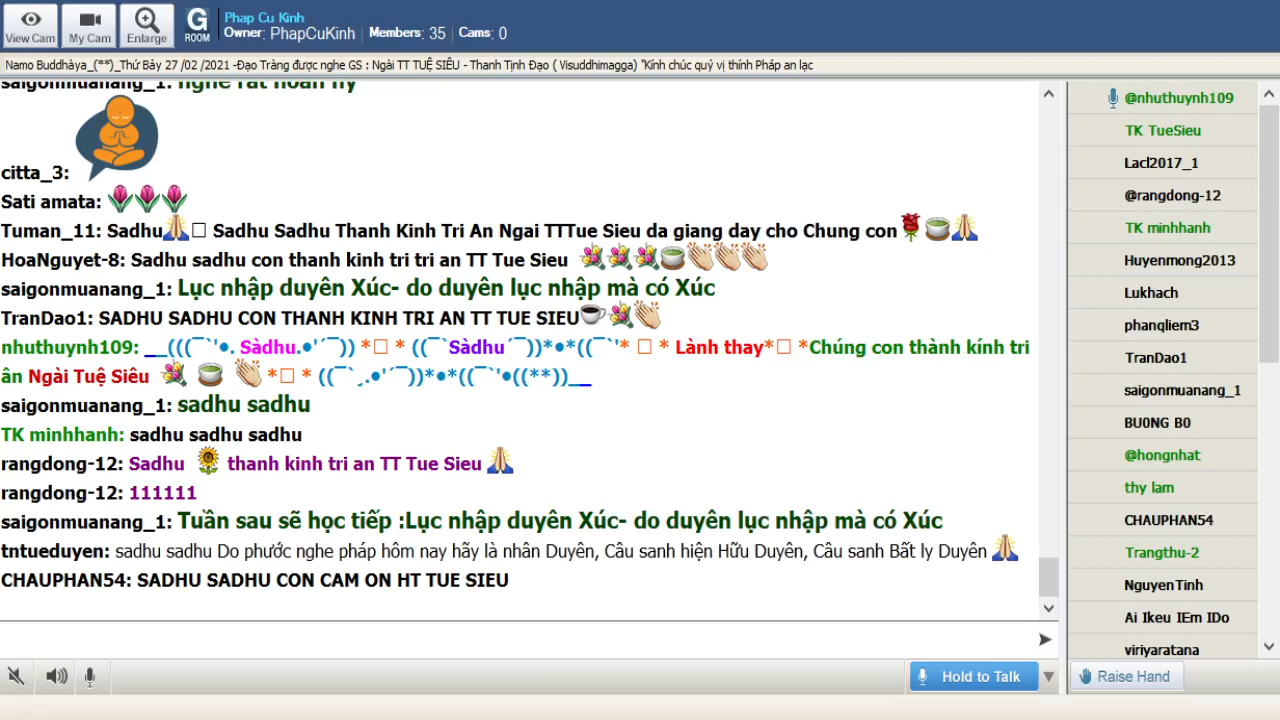 View Cam
My Cam
Enlarge
G
ROOM
Phap Cu Kinh
Owner: PhapCuKinh | Members: 35 | Cams: 0
Namo Buddhàya_(**)_Thứ Bảy 27 /02 /2021 -Đạo Tràng được nghe GS : Ngài TT TUỆ SIÊU - Thanh Tịnh Đạo ( Visuddhimagga) "Kính chúc quý vị thính Pháp an lạc
saigonmuanang_1: nghe rất hoan hỷ
citta_3:
Sati amata: 🌷🌷🌷
Tuman_11: Sadhu🙏□ Sadhu Sadhu Thanh Kinh Tri An Ngai TTTue Sieu da giang day cho Chung con🌹🍵🙏
HoaNguyet-8: Sadhu sadhu con thanh kinh tri tri an TT Tue Sieu 💐💐💐🍵👏👏👏
saigonmuanang_1: Lục nhập duyên Xúc- do duyên lục nhập mà có Xúc
TranDao1: SADHU SADHU CON THANH KINH TRI AN TT TUE SIEU☕💐👏
nhuthuynh109: __(((¯`'•. Sàdhu.•'´¯)) *□ * ((¯`Sàdhu´¯))*•*((¯`'* □ * Lành thay*□ *Chúng con thành kính tri
ân Ngài Tuệ Siêu 💐 🍵 👏 *□ * ((¯`¸.•'´¯))*•*((¯`'•((**))__
saigonmuanang_1: sadhu sadhu
TK minhhanh: sadhu sadhu sadhu
rangdong-12: Sadhu 🌻 thanh kinh tri an TT Tue Sieu 🙏
rangdong-12: 111111
saigonmuanang_1: Tuần sau sẽ học tiếp :Lục nhập duyên Xúc- do duyên lục nhập mà có Xúc
tntueduyen: sadhu sadhu Do phước nghe pháp hôm nay hãy là nhân Duyên, Câu sanh hiện Hữu Duyên, Câu sanh Bất ly Duyên 🙏
CHAUPHAN54: SADHU SADHU CON CAM ON HT TUE SIEU
@nhuthuynh109
TK TueSieu
Lacl2017_1
@rangdong-12
TK minhhanh
Huyenmong2013
Lukhach
phanqliem3
TranDao1
saigonmuanang_1
BU0NG B0
@hongnhat
thy lam
CHAUPHAN54
Trangthu-2
NguyenTinh
Ai Ikeu IEm IDo
viriyaratana
Hold to Talk
Raise Hand